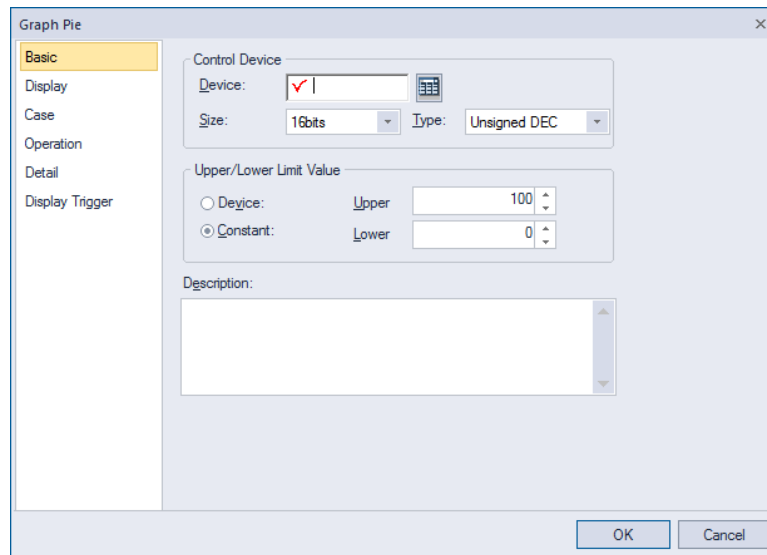 Graph Pie
Basic
Display
Case
Operation
Detail
Display Trigger
Control Device
Device:
Size: 16bits Type: Unsigned DEC
Upper/Lower Limit Value
Device: Upper 100
Constant: Lower 0
Description:
OK Cancel